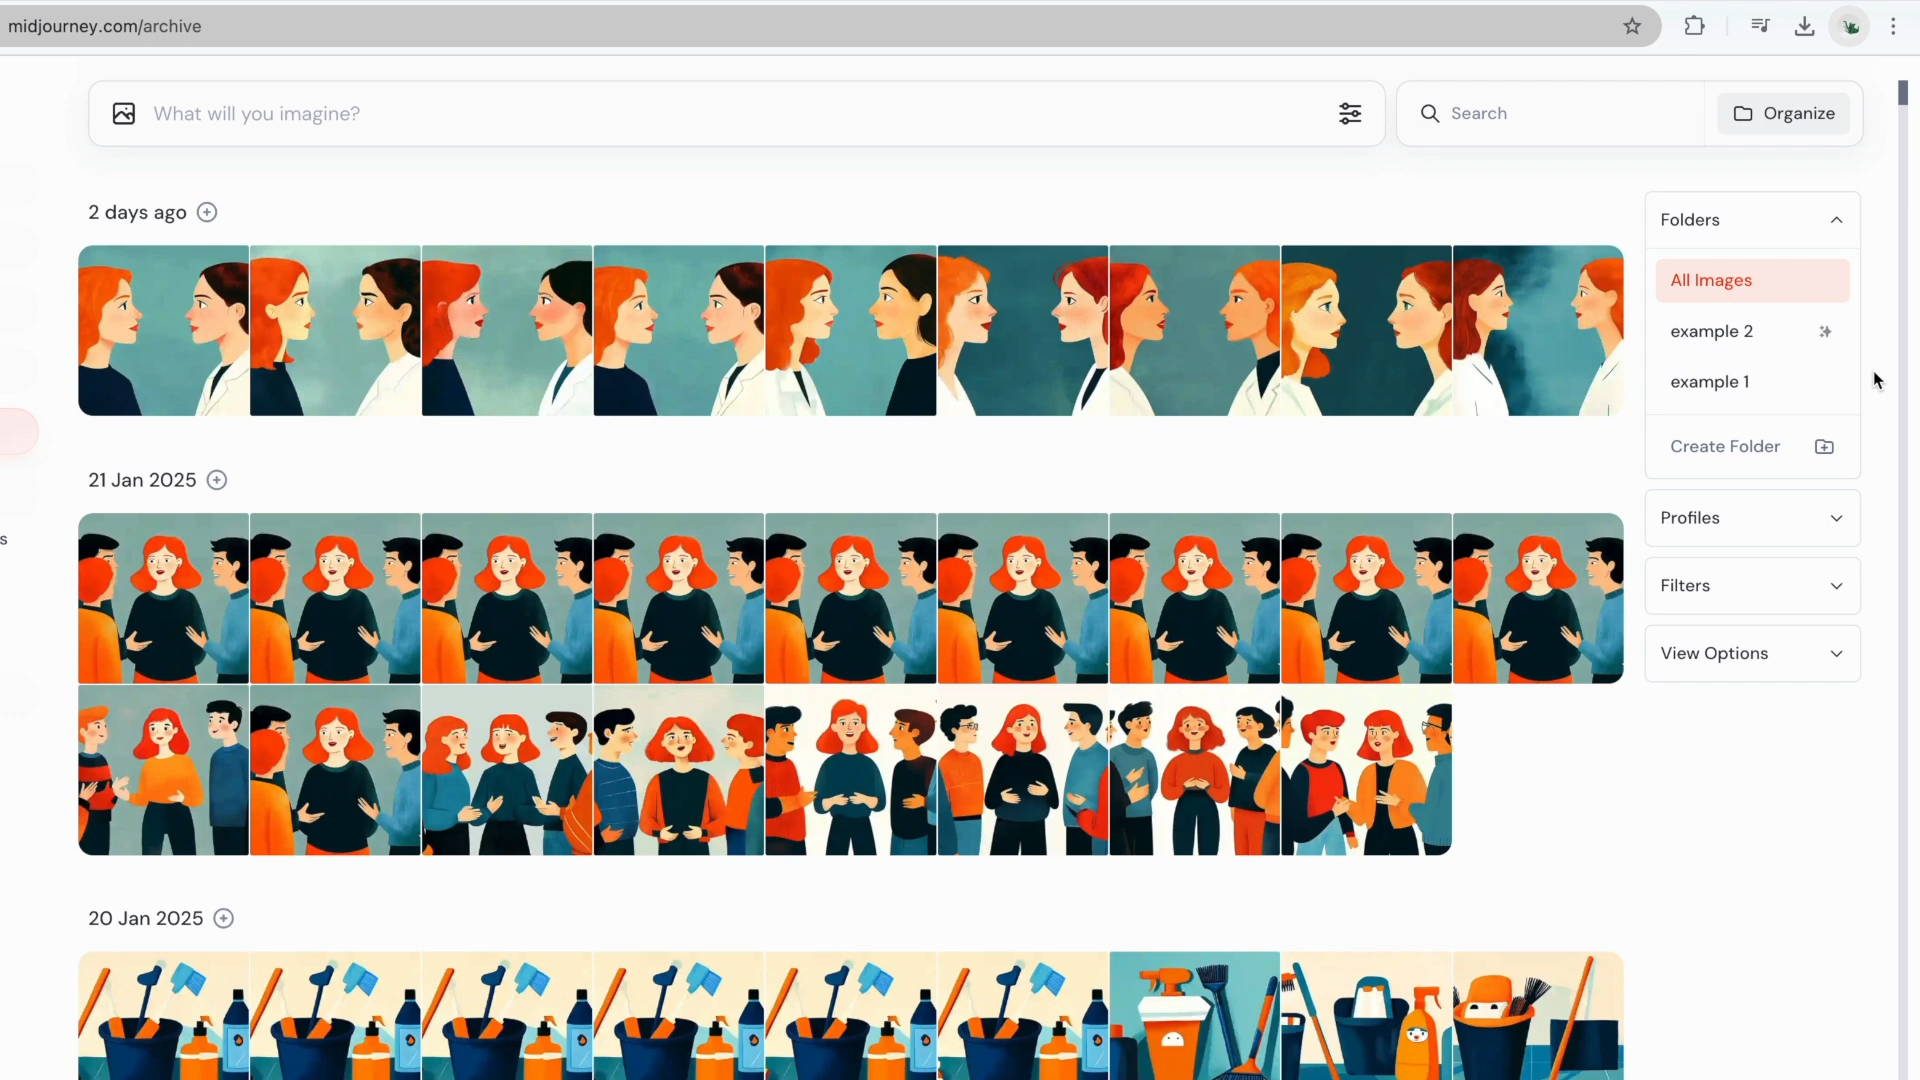 midjourney.com/archive
What will you imagine?
Search
Organize
2 days ago
Folders
All Images
example 2
example 1
Create Folder
21 Jan 2025
Profiles
s
Filters
View Options
20 Jan 2025